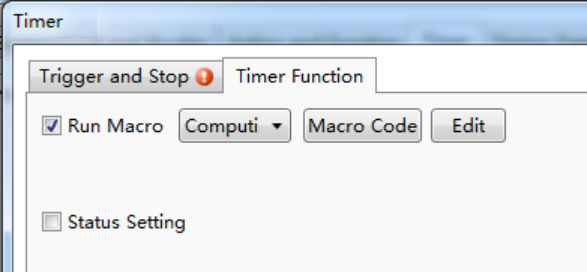 Timer
Trigger and Stop Timer Function
Run Macro Computi Macro Code Edit
Status Setting